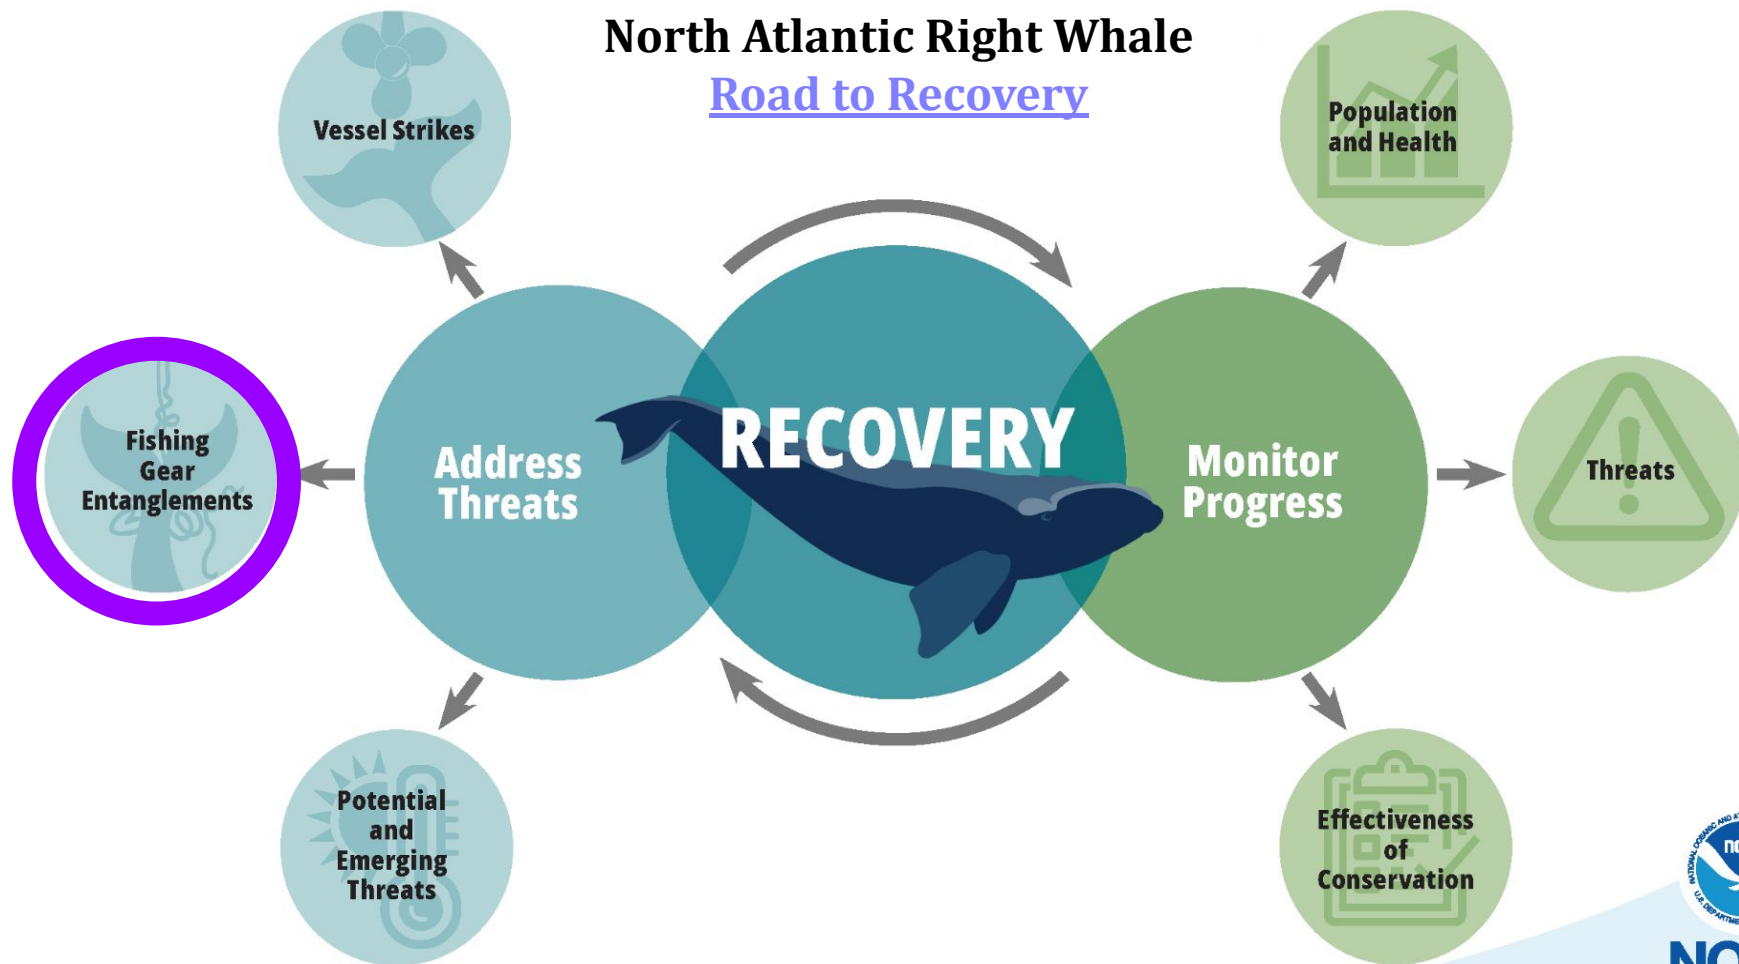 North Atlantic Right Whale
Road to Recovery
Vessel Strikes
Population
and Health
Fishing
Gear
Entanglements
Address
Threats
RECOVERY
Monitor
Progress
Threats
Potential
and
Emerging
Threats
Effectiveness
of
Conservation